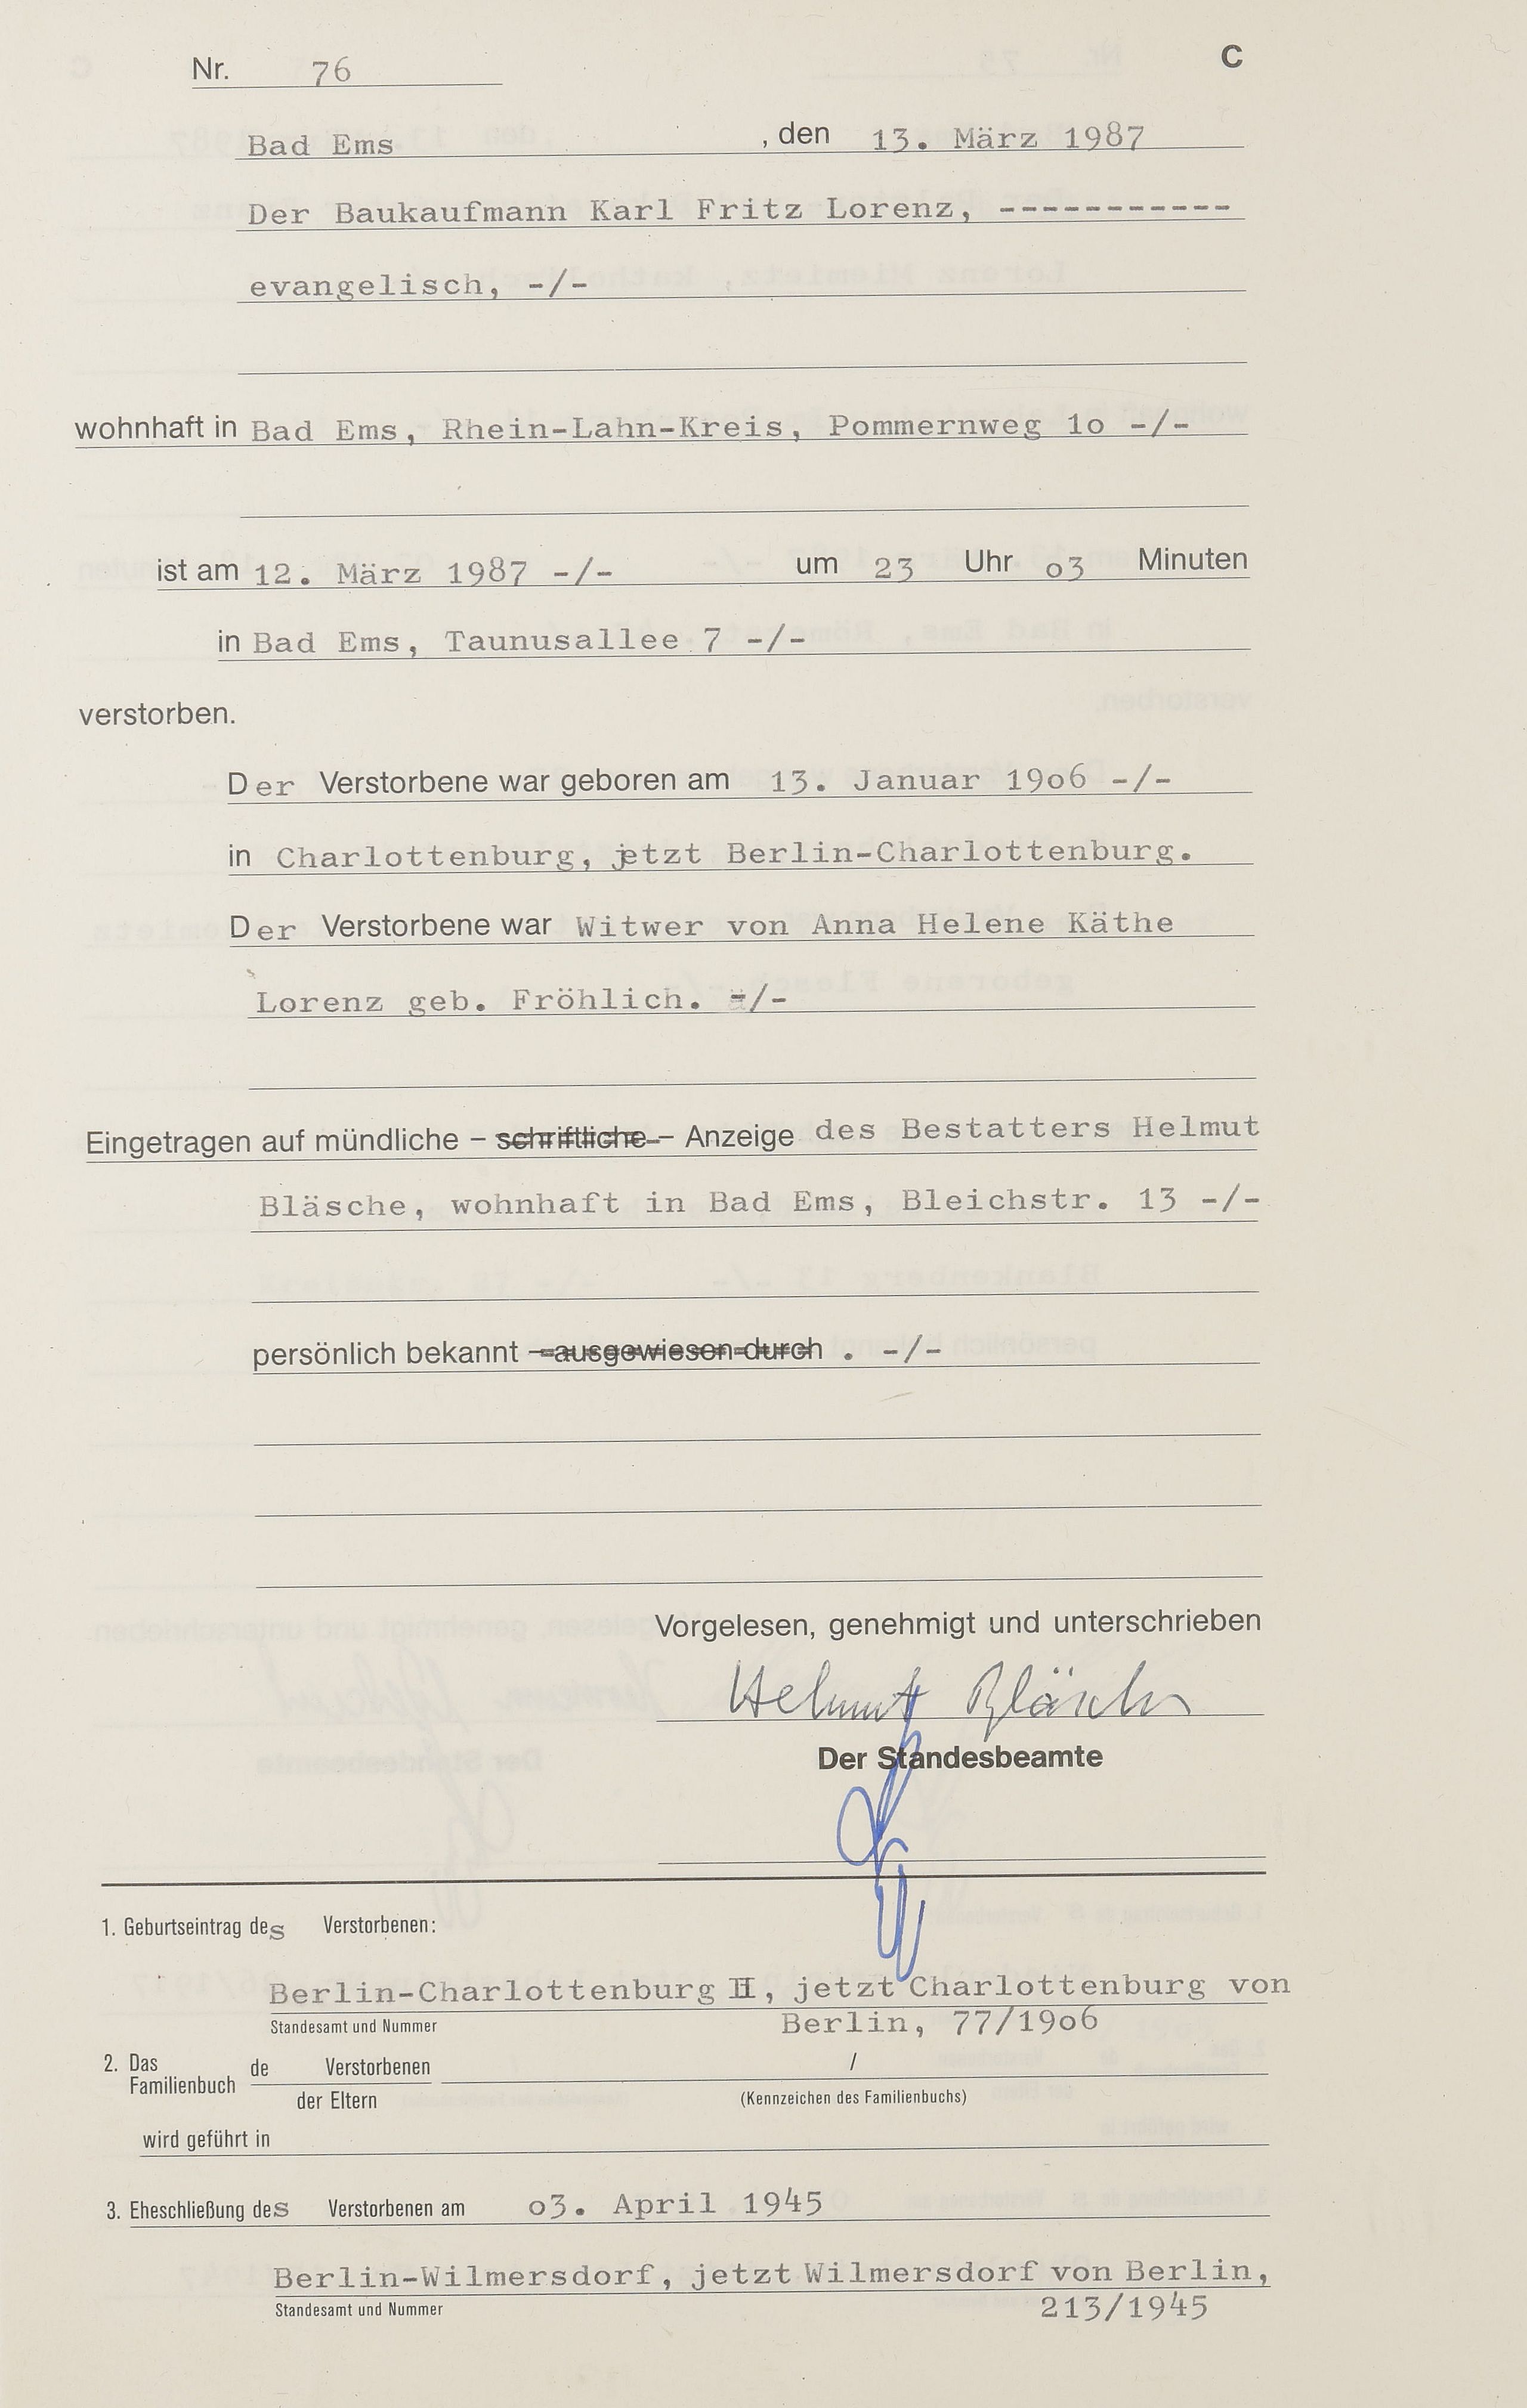 Nr. 76 C
Bad Ems , den 13. März 1987
Der Baukaufmann Karl Fritz Lorenz, -----------
evangelisch, -/-
wohnhaft in Bad Ems, Rhein-Lahn-Kreis, Pommernweg 1o -/-
ist am 12. März 1987 -/- um 23 Uhr o3 Minuten
in Bad Ems, Taunusallee 7 -/-
verstorben.
Der Verstorbene war geboren am 13. Januar 19o6 -/-
in Charlottenburg, jetzt Berlin-Charlottenburg.
Der Verstorbene war Witwer von Anna Helene Käthe
Lorenz geb. Fröhlich. -/-
Eingetragen auf mündliche – schriftliche – Anzeige des Bestatters Helmut
Bläsche, wohnhaft in Bad Ems, Bleichstr. 13 -/-
persönlich bekannt – ausgewiesen durch . -/-
Vorgelesen, genehmigt und unterschrieben
Helmut Bläsche
Der Standesbeamte
1. Geburtseintrag des Verstorbenen:
Berlin-Charlottenburg II, jetzt Charlottenburg von
Standesamt und Nummer Berlin, 77/19o6
2. Das Familienbuch de Verstorbenen /
der Eltern (Kennzeichen des Familienbuchs)
wird geführt in
3. Eheschließung des Verstorbenen am o3. April 1945
Berlin-Wilmersdorf, jetzt Wilmersdorf von Berlin,
Standesamt und Nummer 213/1945